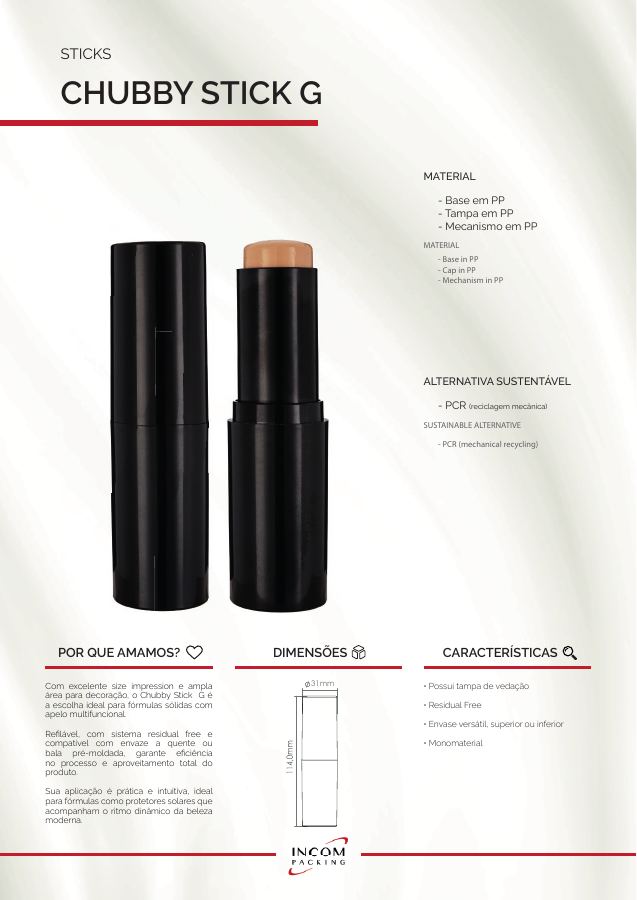 STICKS
CHUBBY STICK G
MATERIAL
- Base em PP
- Tampa em PP
- Mecanismo em PP
MATERIAL
- Base in PP
- Cap in PP
- Mechanism in PP
ALTERNATIVA SUSTENTÁVEL
- PCR (reciclagem mecânica)
SUSTAINABLE ALTERNATIVE
- PCR (mechanical recycling)
POR QUE AMAMOS?
Com excelente size impression e ampla
área para decoração, o Chubby Stick G é
a escolha ideal para fórmulas sólidas com
apelo multifuncional.
Refilável, com sistema residual free e
compatível com envaze a quente ou
bala pré-moldada, garante eficiência
no processo e aproveitamento total do
produto.
Sua aplicação é prática e intuitiva, ideal
para fórmulas como protetores solares que
acompanham o ritmo dinâmico da beleza
moderna.
DIMENSÕES
ϕ31mm
114,0mm
CARACTERÍSTICAS
• Possui tampa de vedação
• Residual Free
• Envase versátil, superior ou inferior
• Monomaterial
INCOM
PACKING